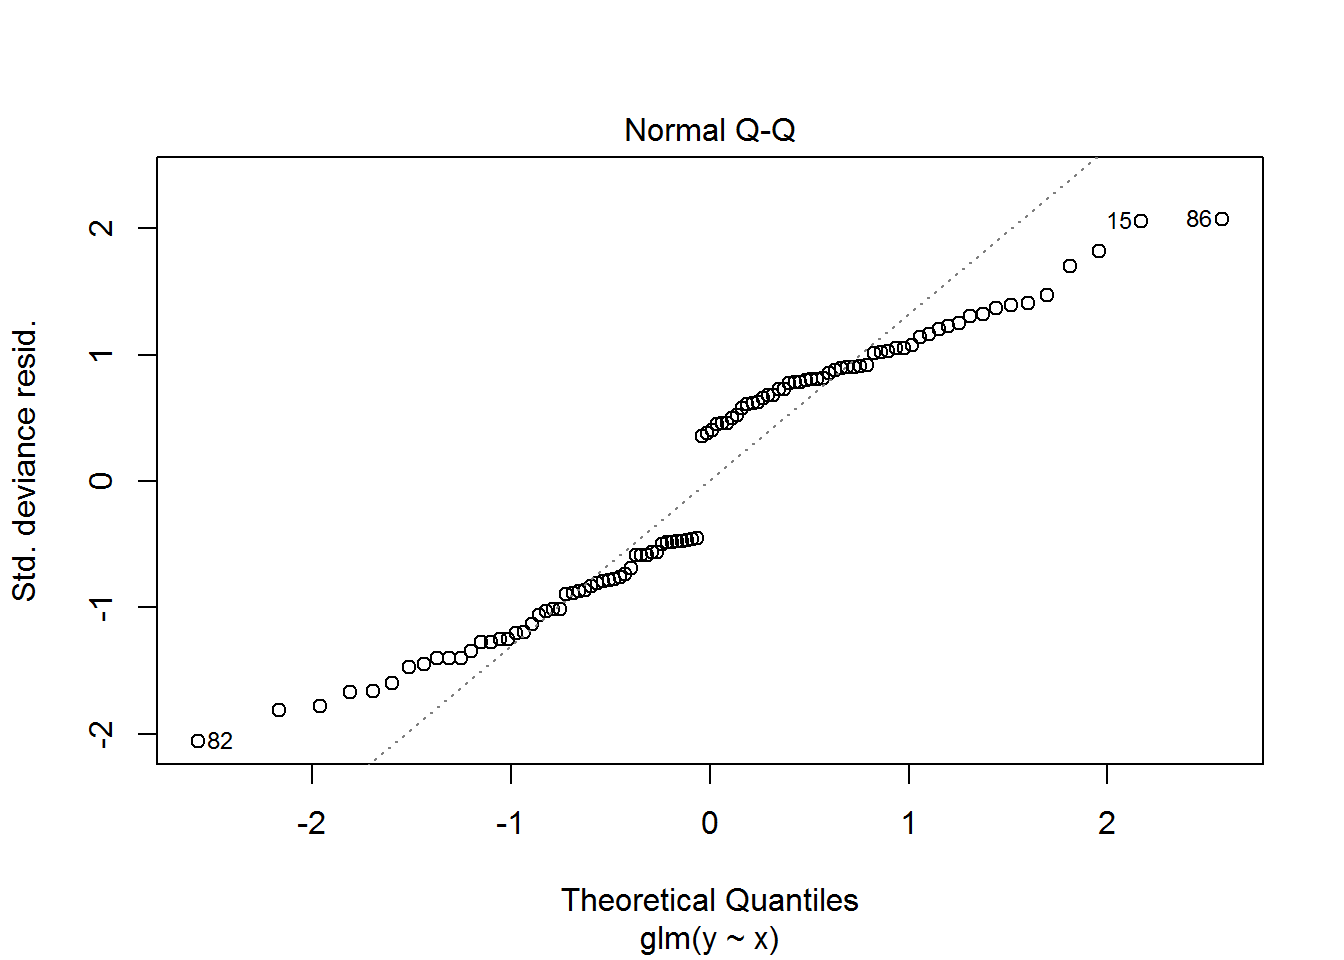 Normal Q-Q
Std. deviance resid.
2
1
0
-1
-2
15
86
82
-2 -1 0 1 2
Theoretical Quantiles
glm(y ~ x)